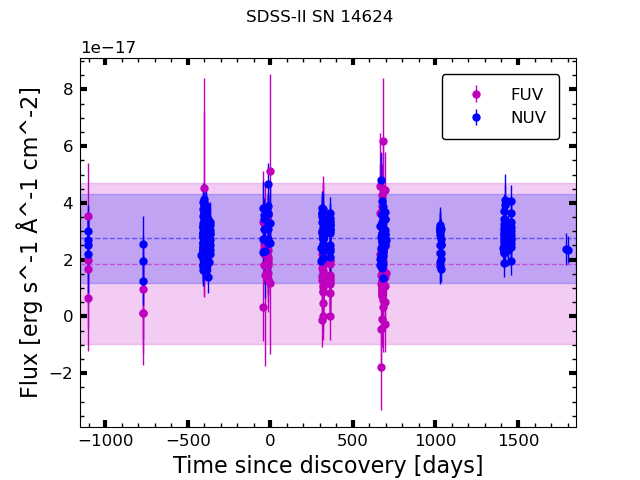 SDSS-II SN 14624
1e−17
FUV
NUV
8
6
4
2
0
−2
Flux [erg s^-1 Å^-1 cm^-2]
−1000 −500 0 500 1000 1500
Time since discovery [days]